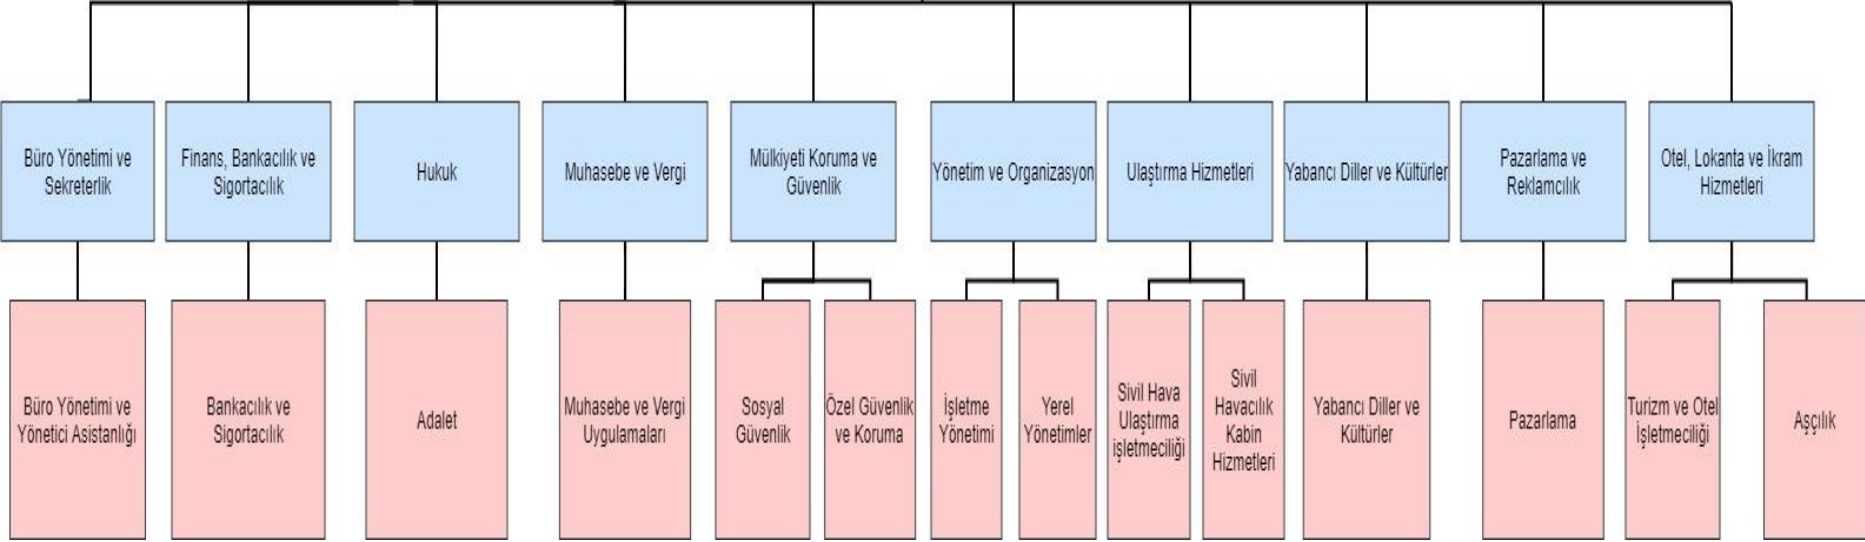 Büro Yönetimi ve
Sekreterlik
Finans, Bankacılık ve
Sigortacılık
Hukuk
Muhasebe ve Vergi
Mülkiyeti Koruma ve
Güvenlik
Yönetim ve Organizasyon
Ulaştırma Hizmetleri
Yabancı Diller ve Kültürler
Pazarlama ve
Reklamcılık
Otel, Lokanta ve İkram
Hizmetleri
Büro Yönetimi ve
Yönetici Asistanlığı
Bankacılık ve
Sigortacılık
Adalet
Muhasebe ve Vergi
Uygulamaları
Sosyal
Güvenlik
Özel Güvenlik
ve Koruma
İşletme
Yönetimi
Yerel
Yönetimler
Sivil Hava
Ulaştırma
işletmeciliği
Sivil
Havacılık
Kabin
Hizmetleri
Yabancı Diller ve
Kültürler
Pazarlama
Turizm ve Otel
İşletmeciliği
Aşçılık